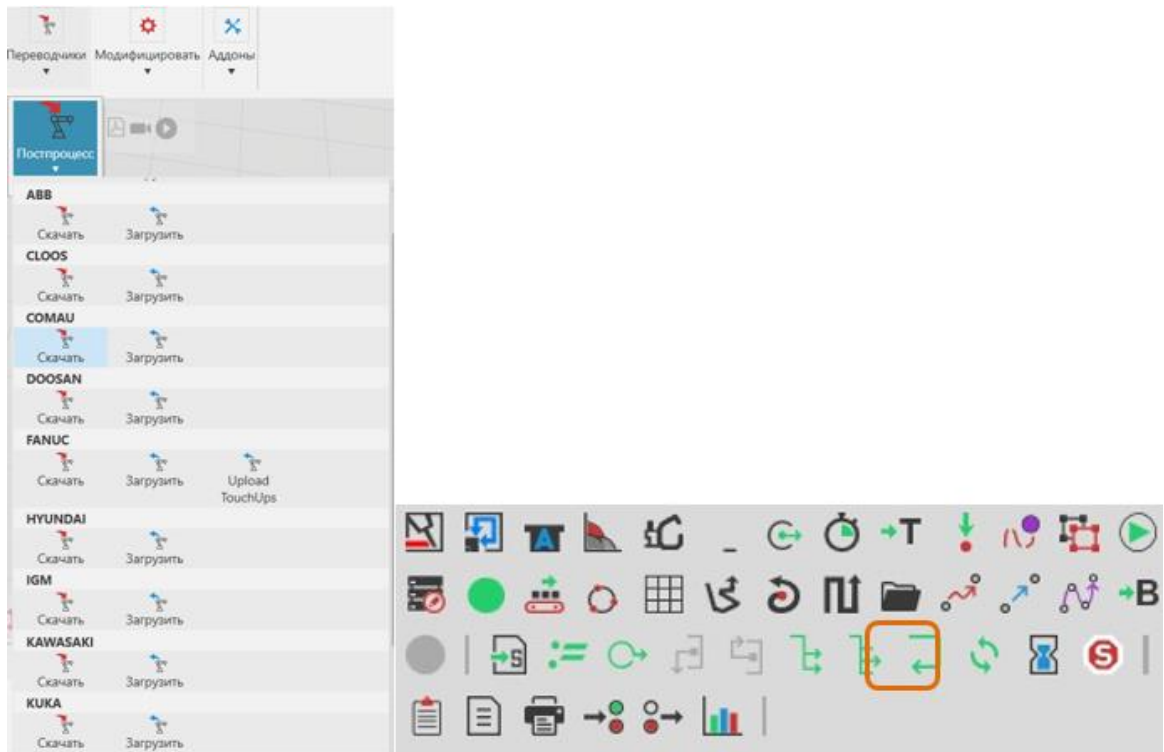 Переводчики Модифицировать Аддоны
Постпроцесс
ABB
Скачать Загрузить
CLOOS
Скачать Загрузить
COMAU
Скачать Загрузить
DOOSAN
Скачать Загрузить
FANUC
Скачать Загрузить Upload
TouchUps
HYUNDAI
Скачать Загрузить
IGM
Скачать Загрузить
KAWASAKI
Скачать Загрузить
KUKA
Скачать Загрузить
A T
B
S S